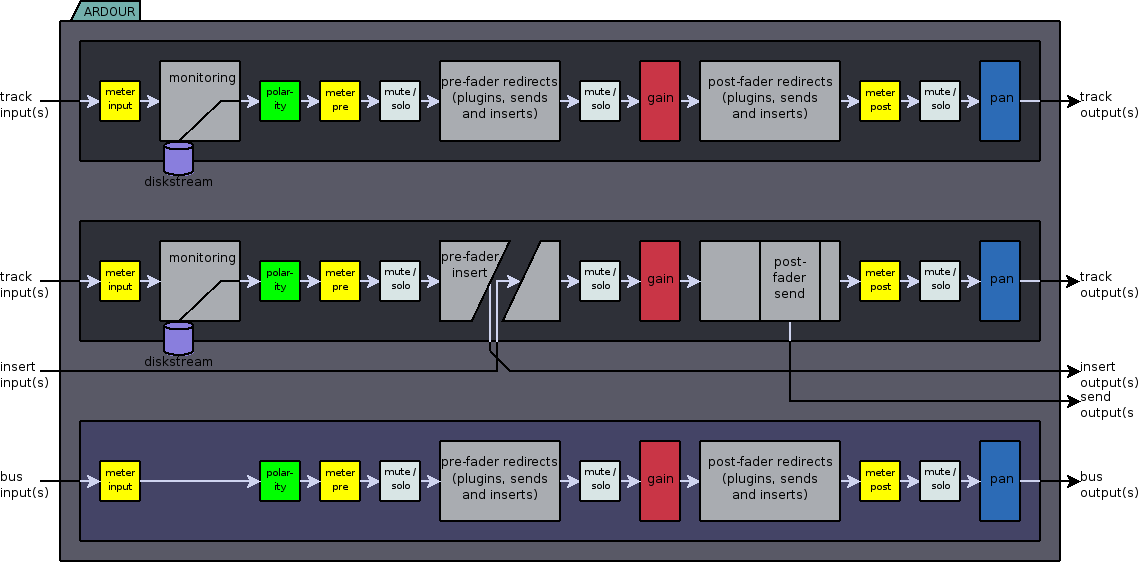 ARDOUR
track
input(s)
meter
input
monitoring
diskstream
polar-
ity
meter
pre
mute /
solo
pre-fader redirects
(plugins, sends
and inserts)
mute /
solo
gain
post-fader redirects
(plugins, sends
and inserts)
meter
post
mute /
solo
pan
track
output(s)
track
input(s)
meter
input
monitoring
diskstream
polar-
ity
meter
pre
mute /
solo
pre-fader
insert
mute /
solo
gain
post-
fader
send
meter
post
mute /
solo
pan
track
output(s)
insert
input(s)
insert
output(s)
send
output(s
bus
input(s)
meter
input
polar-
ity
meter
pre
mute /
solo
pre-fader redirects
(plugins, sends
and inserts)
mute /
solo
gain
post-fader redirects
(plugins, sends
and inserts)
meter
post
mute /
solo
pan
bus
output(s)